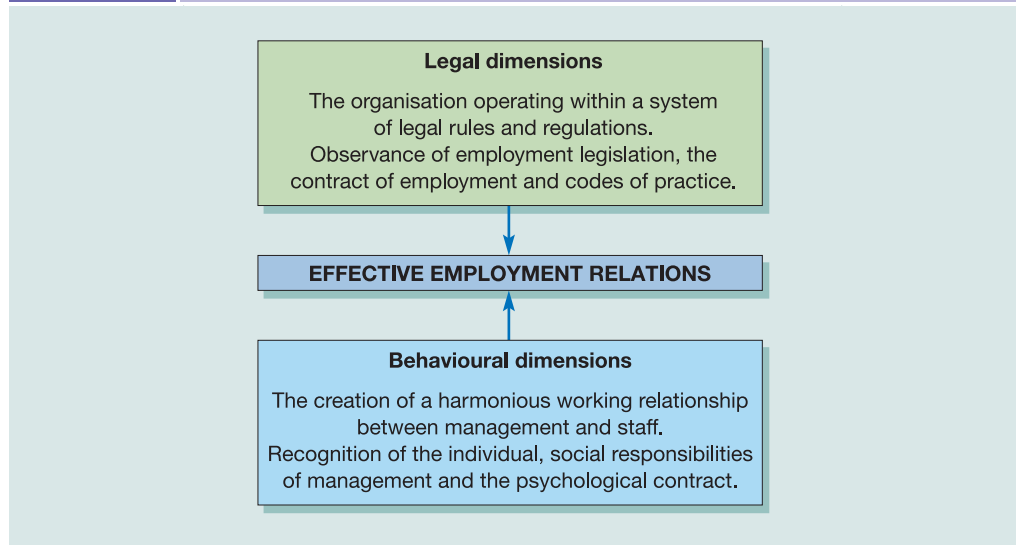 Legal dimensions
The organisation operating within a system
of legal rules and regulations.
Observance of employment legislation, the
contract of employment and codes of practice.
EFFECTIVE EMPLOYMENT RELATIONS
Behavioural dimensions
The creation of a harmonious working relationship
between management and staff.
Recognition of the individual, social responsibilities
of management and the psychological contract.